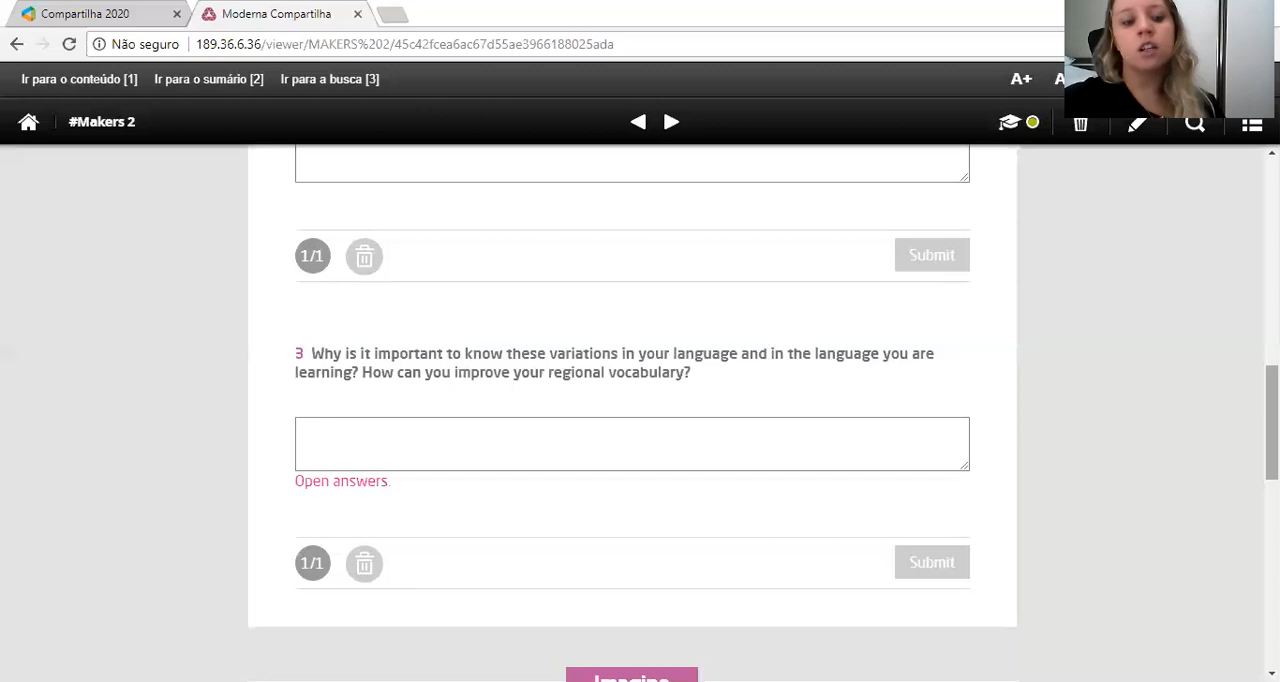 Compartilha 2020
Moderna Compartilha
Não seguro
189.36.6.36/viewer/MAKERS%202/45c42fcea6ac67d55ae3966188025ada
Ir para o conteúdo [1] Ir para o sumário [2] Ir para a busca [3]
A+
#Makers 2
1/1
Submit
3 Why is it important to know these variations in your language and in the language you are
learning? How can you improve your regional vocabulary?
Open answers.
1/1
Submit
Imagine